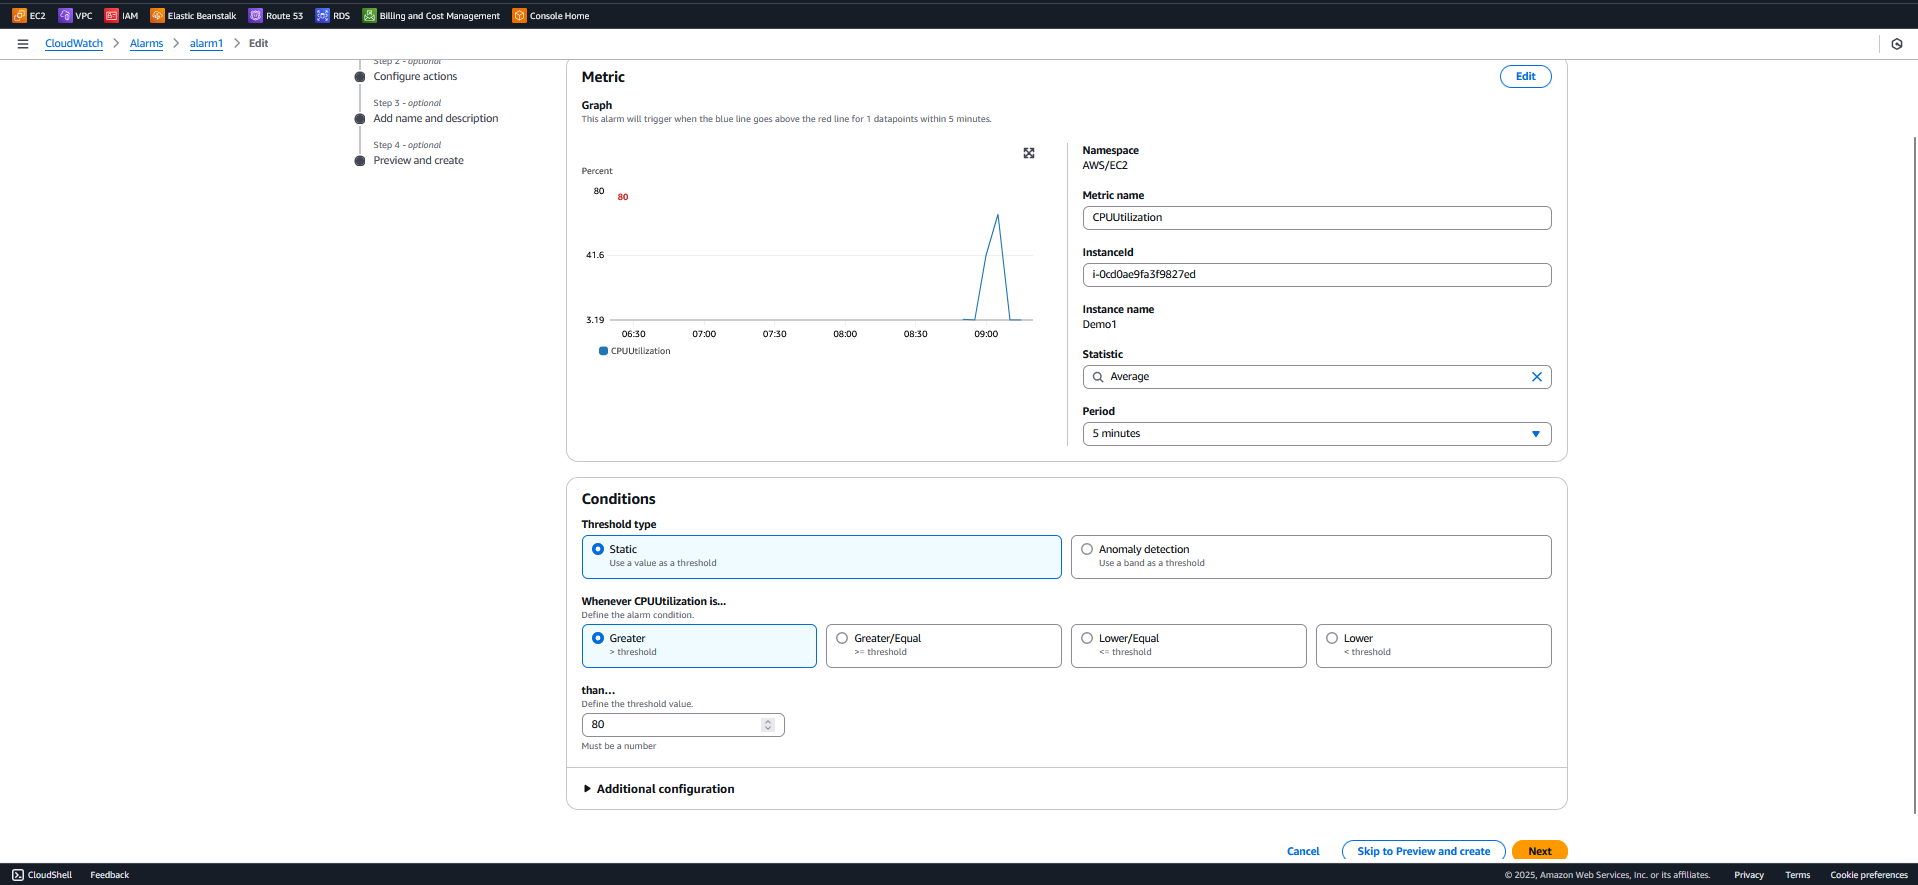 EC2 VPC IAM Elastic Beanstalk Route 53 RDS Billing and Cost Management Console Home
CloudWatch > Alarms > alarm1 > Edit
Step 2 - optional
Configure actions
Step 3 - optional
Add name and description
Step 4 - optional
Preview and create
Metric
Edit
Graph
This alarm will trigger when the blue line goes above the red line for 1 datapoints within 5 minutes.
Percent
80
80
41.6
3.19
06:30 07:00 07:30 08:00 08:30 09:00
CPUUtilization
Namespace
AWS/EC2
Metric name
CPUUtilization
InstanceId
i-0cd0ae9fa3f9827ed
Instance name
Demo1
Statistic
Average
Period
5 minutes
Conditions
Threshold type
Static
Use a value as a threshold
Anomaly detection
Use a band as a threshold
Whenever CPUUtilization is...
Define the alarm condition.
Greater
> threshold
Greater/Equal
>= threshold
Lower/Equal
<= threshold
Lower
< threshold
than...
Define the threshold value.
80
Must be a number
Additional configuration
Cancel Skip to Preview and create Next
CloudShell Feedback © 2025, Amazon Web Services, Inc. or its affiliates. Privacy Terms Cookie preferences